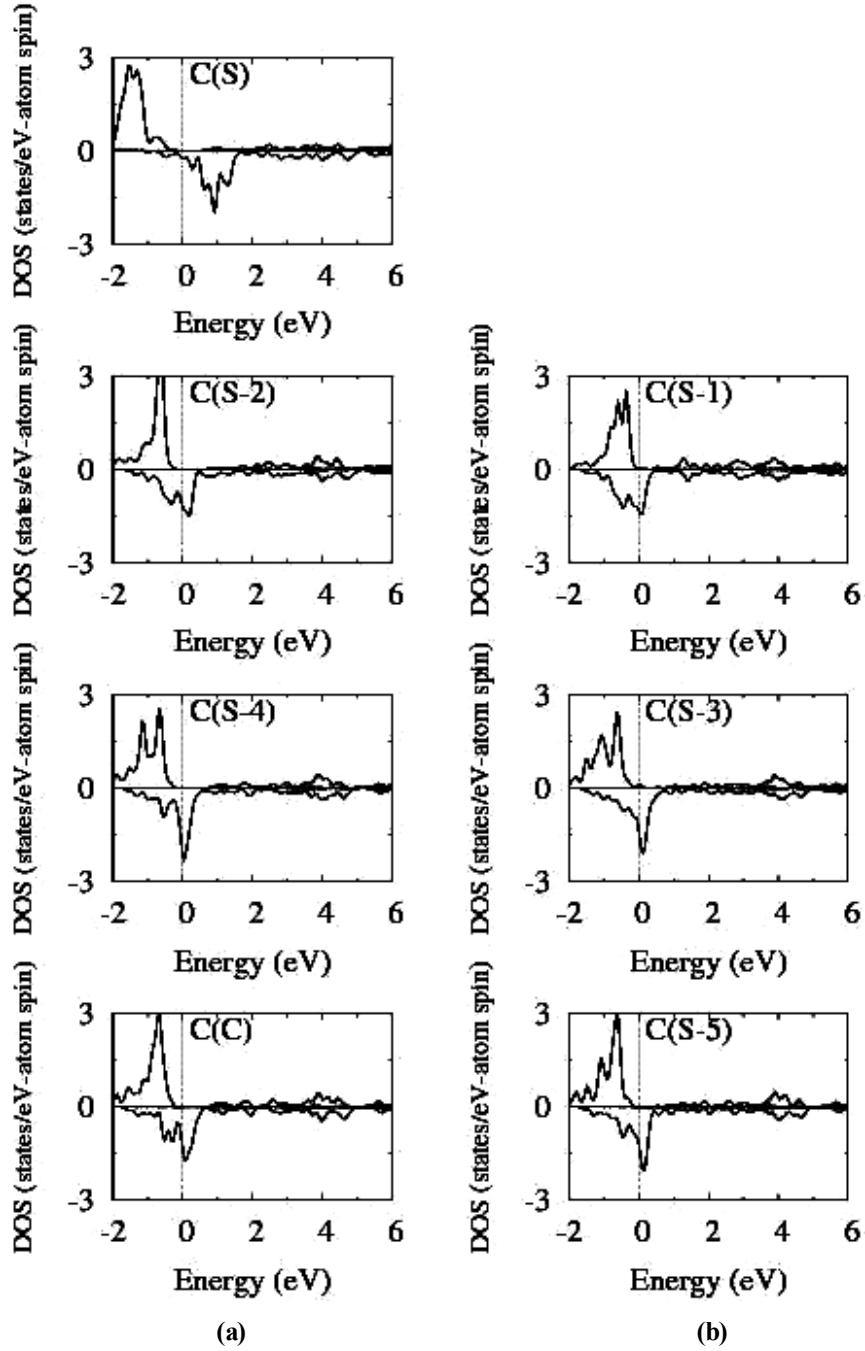 DOS (states/eV-atom spin)
3
0
-3
C(S)
-2 0 2 4 6
Energy (eV)
DOS (states/eV-atom spin)
3
0
-3
C(S-2)
-2 0 2 4 6
Energy (eV)
DOS (states/eV-atom spin)
3
0
-3
C(S-1)
-2 0 2 4 6
Energy (eV)
DOS (states/eV-atom spin)
3
0
-3
C(S-4)
-2 0 2 4 6
Energy (eV)
DOS (states/eV-atom spin)
3
0
-3
C(S-3)
-2 0 2 4 6
Energy (eV)
DOS (states/eV-atom spin)
3
0
-3
C(C)
-2 0 2 4 6
Energy (eV)
DOS (states/eV-atom spin)
3
0
-3
C(S-5)
-2 0 2 4 6
Energy (eV)
(a)
(b)